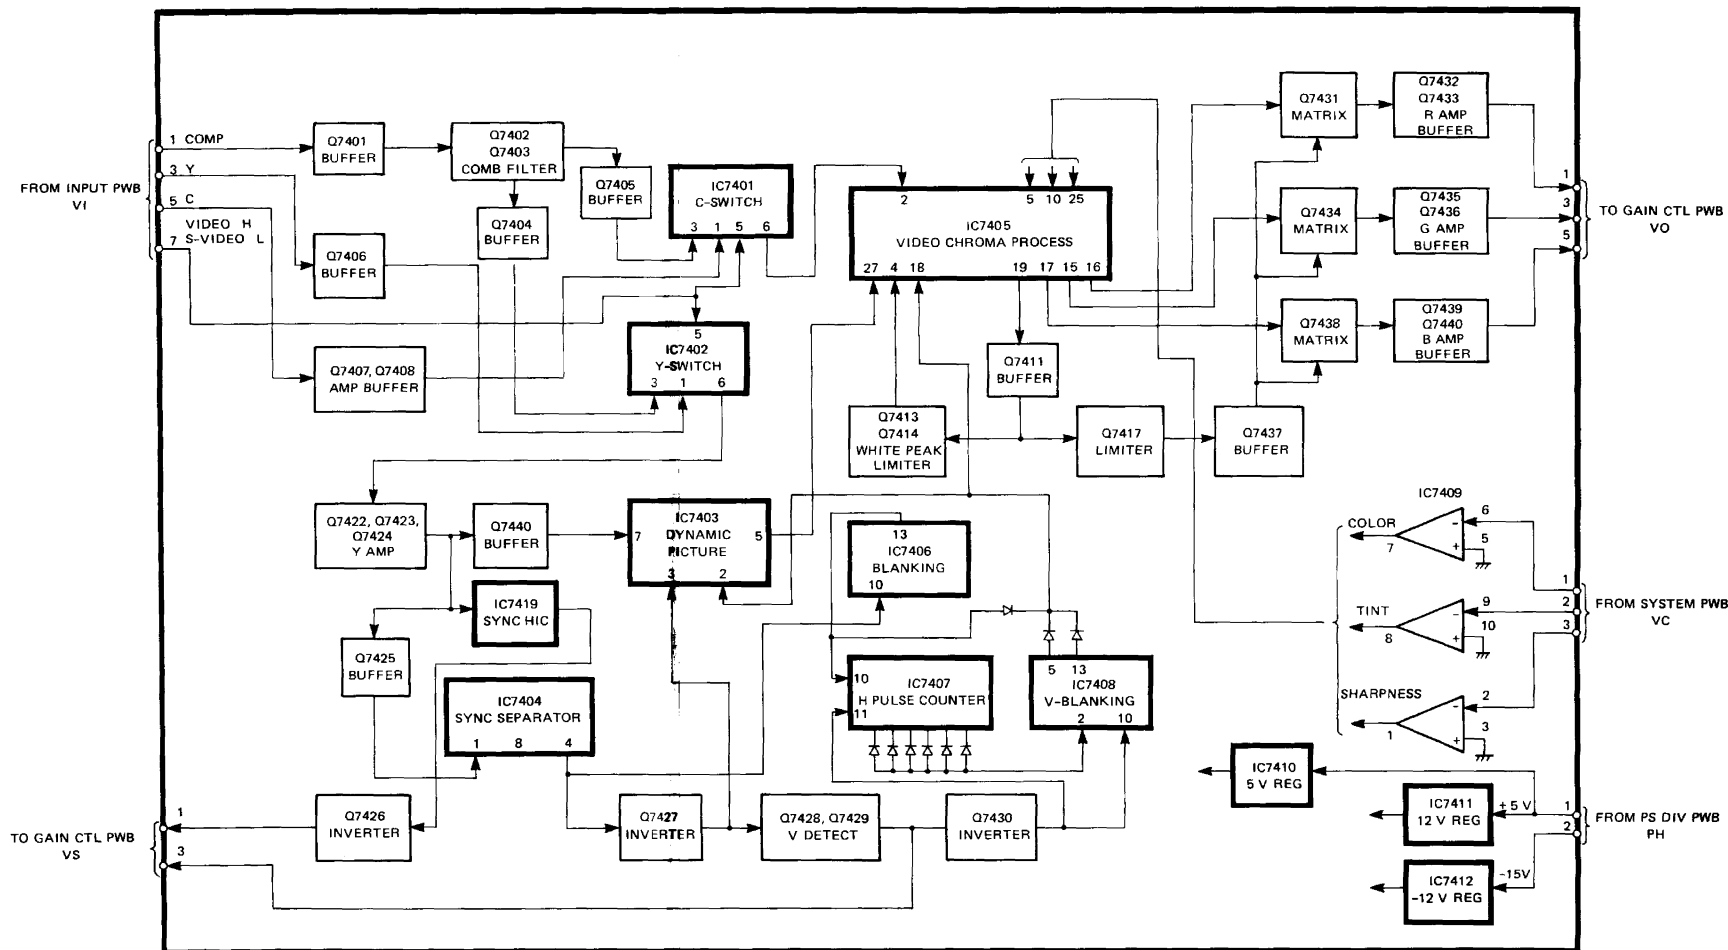 FROM INPUT PWB
VI
1 COMP
3 Y
5 C
VIDEO H
S-VIDEO L
7
Q7401
BUFFER
Q7402
Q7403
COMB FILTER
Q7405
BUFFER
Q7404
BUFFER
Q7406
BUFFER
Q7407, Q7408
AMP BUFFER
IC7401
C-SWITCH
3 1 5 6
5
IC7402
Y-SWITCH
3 1 6
2 5 10 25
IC7405
VIDEO CHROMA PROCESS
27 4 18 19 17 15 16
Q7431
MATRIX
Q7432
Q7433
R AMP
BUFFER
Q7434
MATRIX
Q7435
Q7436
G AMP
BUFFER
Q7438
MATRIX
Q7439
Q7440
B AMP
BUFFER
1
3
5
TO GAIN CTL PWB
VO
Q7411
BUFFER
Q7413
Q7414
WHITE PEAK
LIMITER
Q7417
LIMITER
Q7437
BUFFER
Q7422, Q7423,
Q7424
Y AMP
Q7440
BUFFER
IC7403
7 DYNAMIC 5
PICTURE
3 2
IC7419
SYNC HIC
Q7425
BUFFER
IC7404
SYNC SEPARATOR
1 8 4
13
IC7406
BLANKING
10
10 IC7407
H PULSE COUNTER
11
5 13
IC7408
V-BLANKING
2 10
IC7409
COLOR
6
5
7
TINT
9
10
8
SHARPNESS
2
3
1
- +
- +
- +
1
2
3
FROM SYSTEM PWB
VC
IC7410
5 V REG
IC7411
12 V REG
+5 V
IC7412
-12 V REG
-15V
1
2
FROM PS DIV PWB
PH
TO GAIN CTL PWB
VS
1
3
Q7426
INVERTER
Q7427
INVERTER
Q7428, Q7429
V DETECT
Q7430
INVERTER